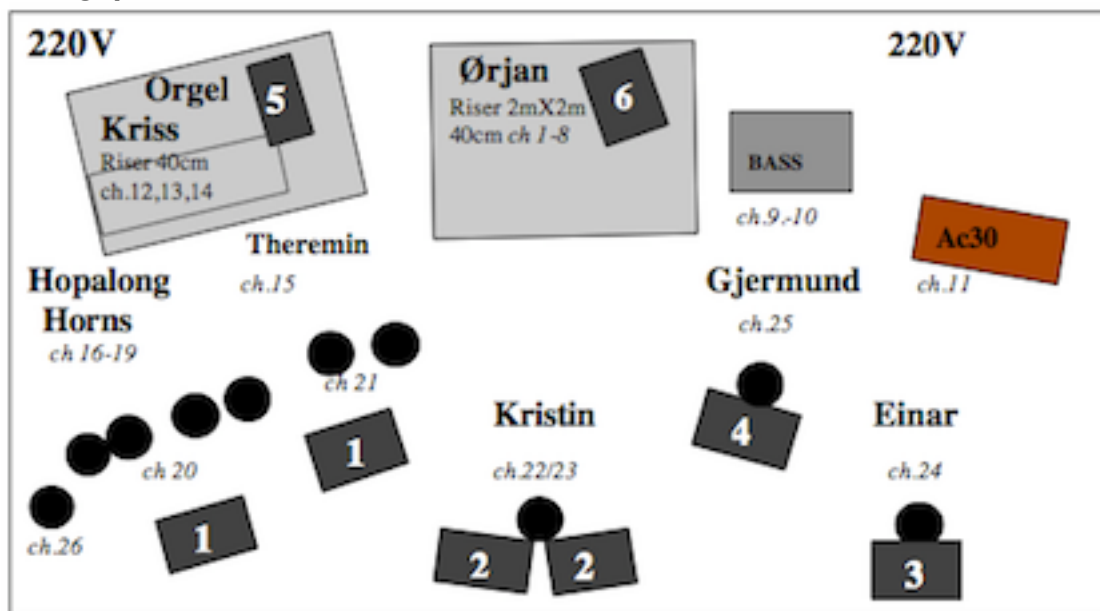 220V
Orgel
5
Kriss
Riser 40cm
ch.12,13,14
Ørjan
6
Riser 2mX2m
40cm ch 1-8
220V
BASS
ch.9.-10
Ac30
ch.11
Theremin
ch.15
Hopalong
Horns
ch 16-19
Gjermund
ch.25
ch 21
1
ch 20
1
ch.26
Kristin
ch.22/23
2
2
4
Einar
ch.24
3